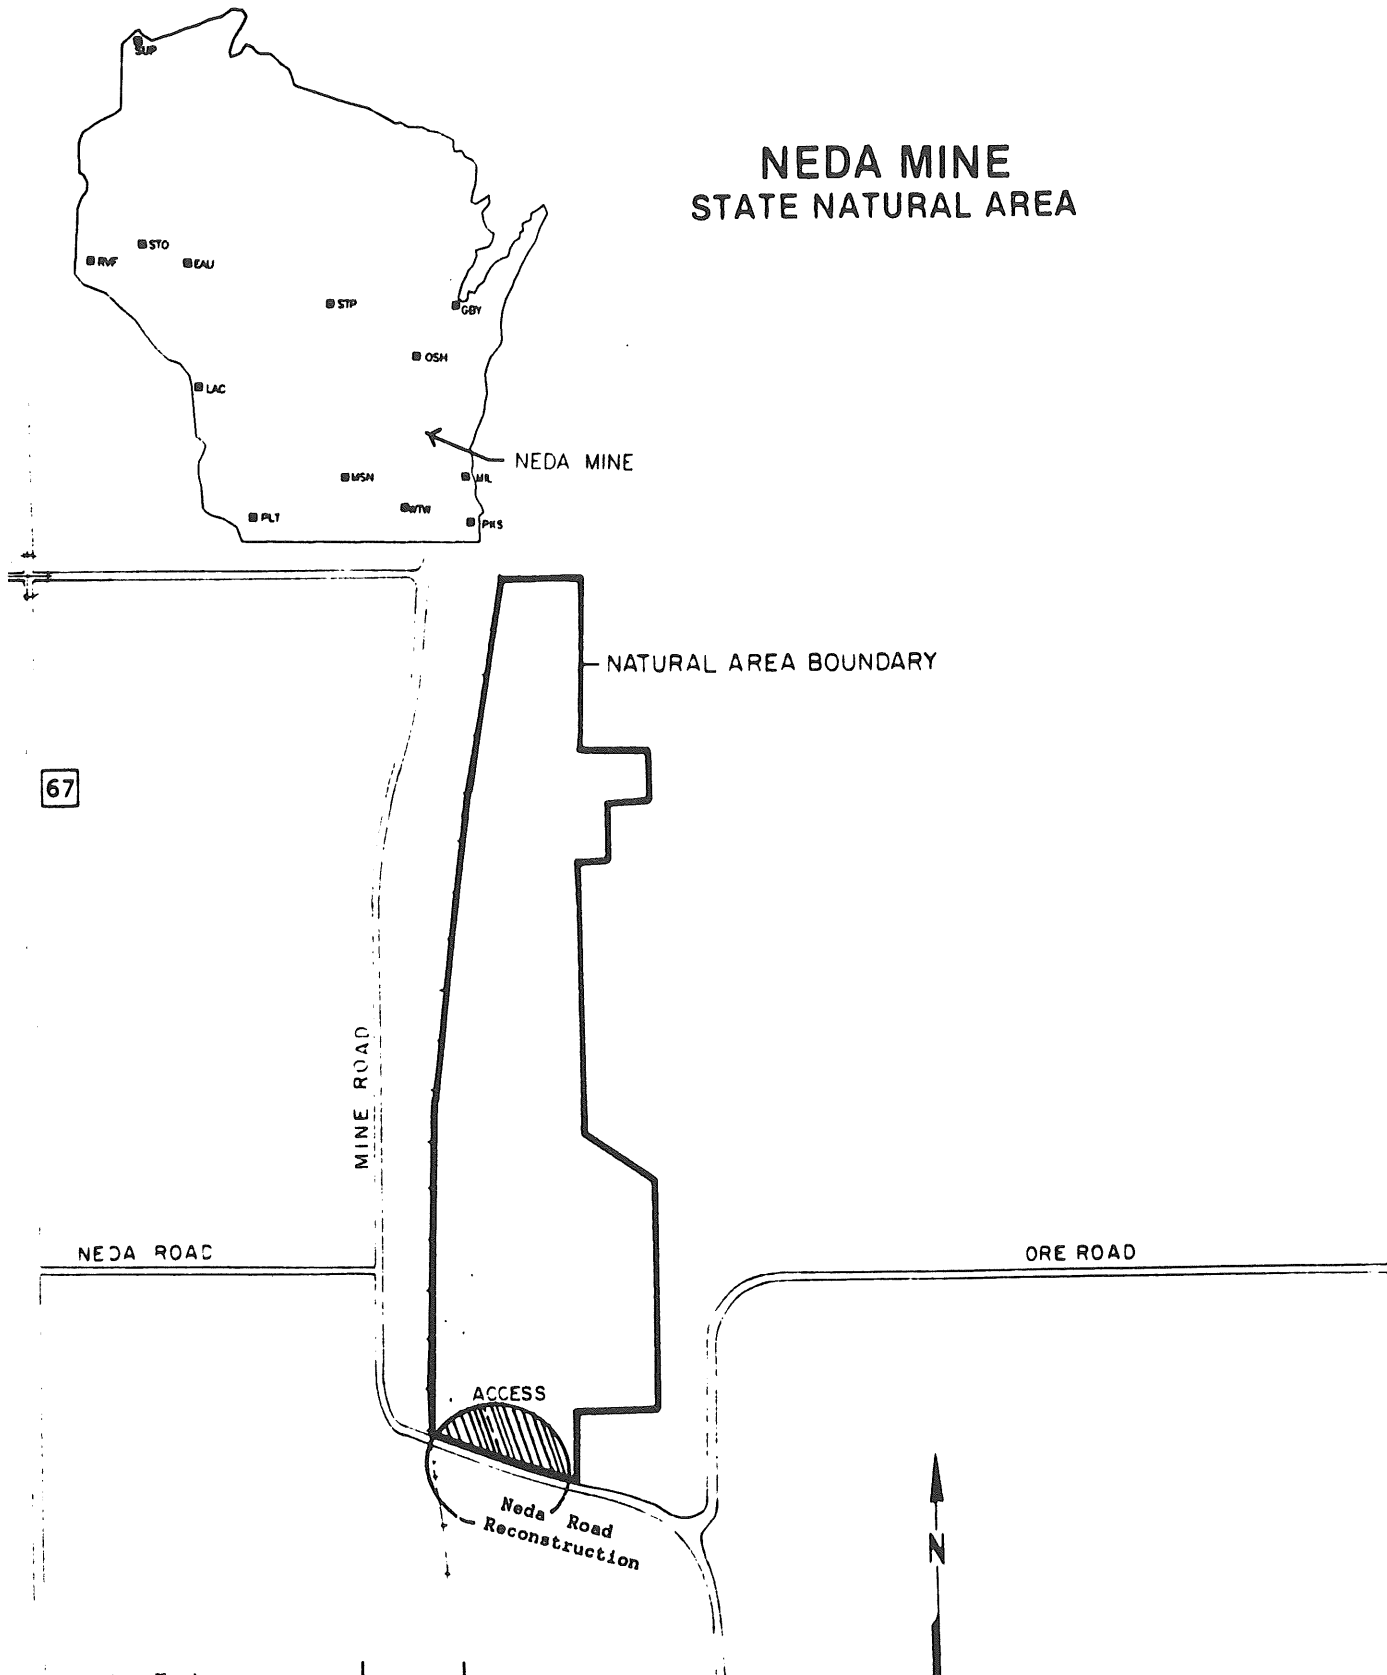 NEDA MINE
STATE NATURAL AREA
SUP
STO
RVF
EAU
STP
GBY
OSH
LAC
NEDA MINE
MSN
MIL
WTW
PLT
PKS
NATURAL AREA BOUNDARY
67
MINE ROAD
NEDA ROAD
ORE ROAD
ACCESS
Neda Road
Reconstruction
N